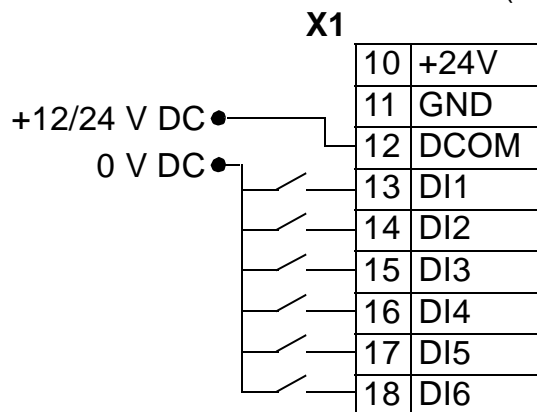 X1
10 +24V
11 GND
+12/24 V DC
12 DCOM
0 V DC
13 DI1
14 DI2
15 DI3
16 DI4
17 DI5
18 DI6